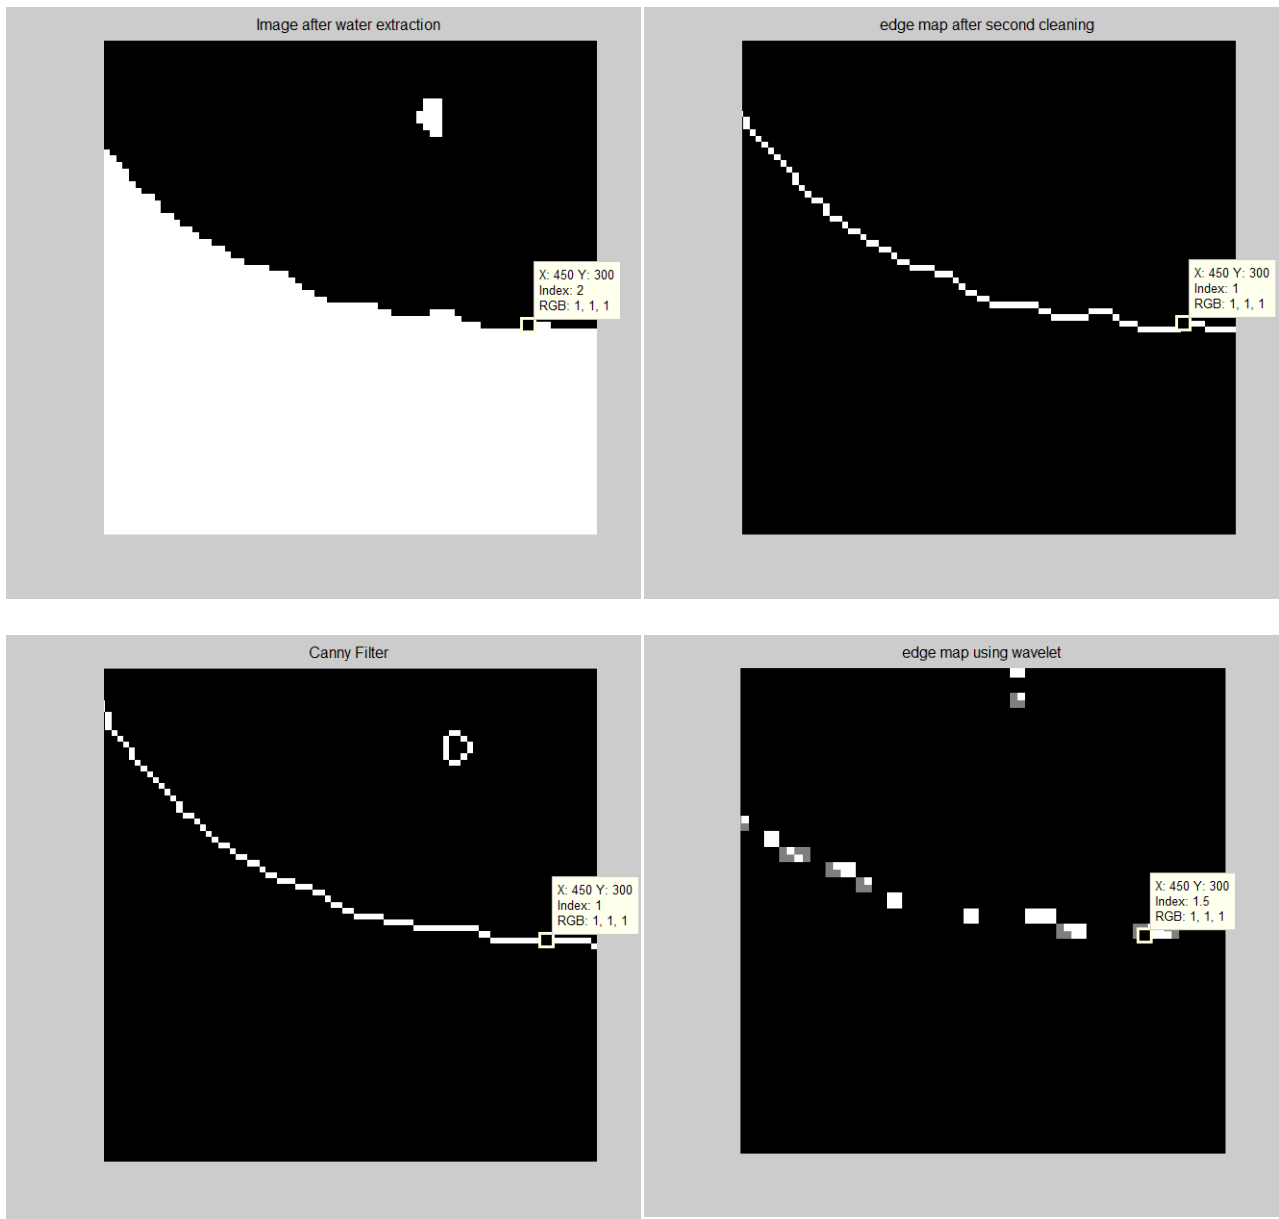 Image after water extraction
X: 450 Y: 300
Index: 2
RGB: 1, 1, 1
edge map after second cleaning
X: 450 Y: 300
Index: 1
RGB: 1, 1, 1
Canny Filter
X: 450 Y: 300
Index: 1
RGB: 1, 1, 1
edge map using wavelet
X: 450 Y: 300
Index: 1.5
RGB: 1, 1, 1